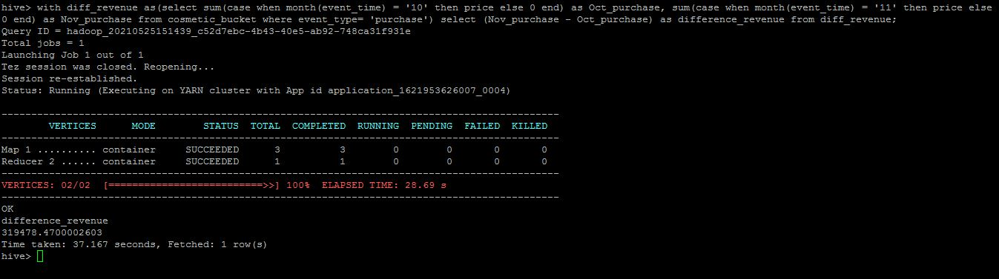 hive> with diff_revenue as(select sum(case when month(event_time) = '10' then price else 0 end) as Oct_purchase, sum(case when month(event_time) = '11' then price else
0 end) as Nov_purchase from cosmetic_bucket where event_type= 'purchase') select (Nov_purchase - Oct_purchase) as difference_revenue from diff_revenue;
Query ID = hadoop_20210525151439_c52d7ebc-4b43-40e5-ab92-748ca31f931e
Total jobs = 1
Launching Job 1 out of 1
Tez session was closed. Reopening...
Session re-established.
Status: Running (Executing on YARN cluster with App id application_1621953626007_0004)
----------------------------------------------------------------------------------------------
VERTICES MODE STATUS TOTAL COMPLETED RUNNING PENDING FAILED KILLED
----------------------------------------------------------------------------------------------
Map 1 .......... container SUCCEEDED 3 3 0 0 0 0
Reducer 2 ...... container SUCCEEDED 1 1 0 0 0 0
----------------------------------------------------------------------------------------------
VERTICES: 02/02 [==========================>>] 100% ELAPSED TIME: 28.69 s
----------------------------------------------------------------------------------------------
OK
difference_revenue
319478.4700002603
Time taken: 37.167 seconds, Fetched: 1 row(s)
hive>